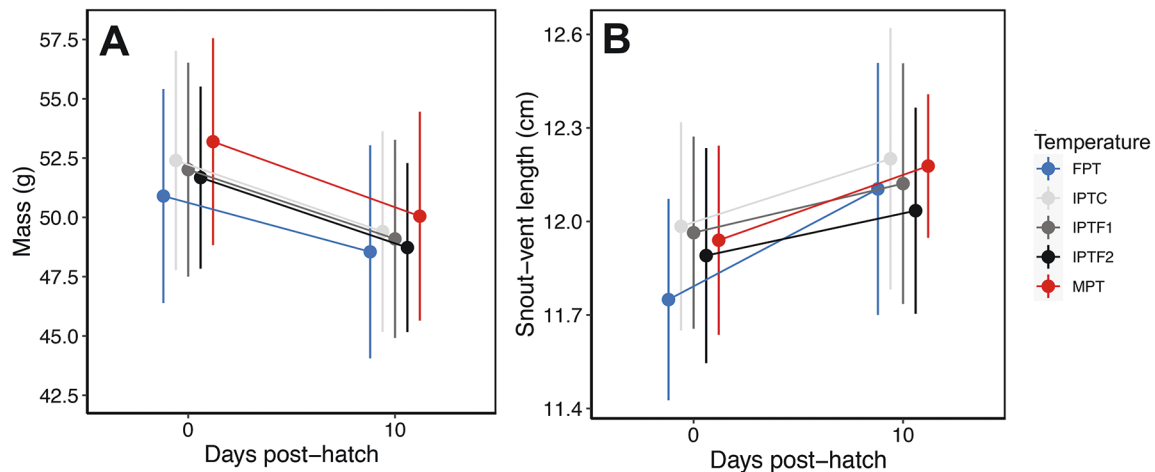 A
57.5
55.0
52.5
50.0
47.5
45.0
42.5
Mass (g)
0
10
Days post−hatch
B
12.6
12.3
12.0
11.7
11.4
Snout−vent length (cm)
0
10
Days post−hatch
Temperature
FPT
IPTC
IPTF1
IPTF2
MPT